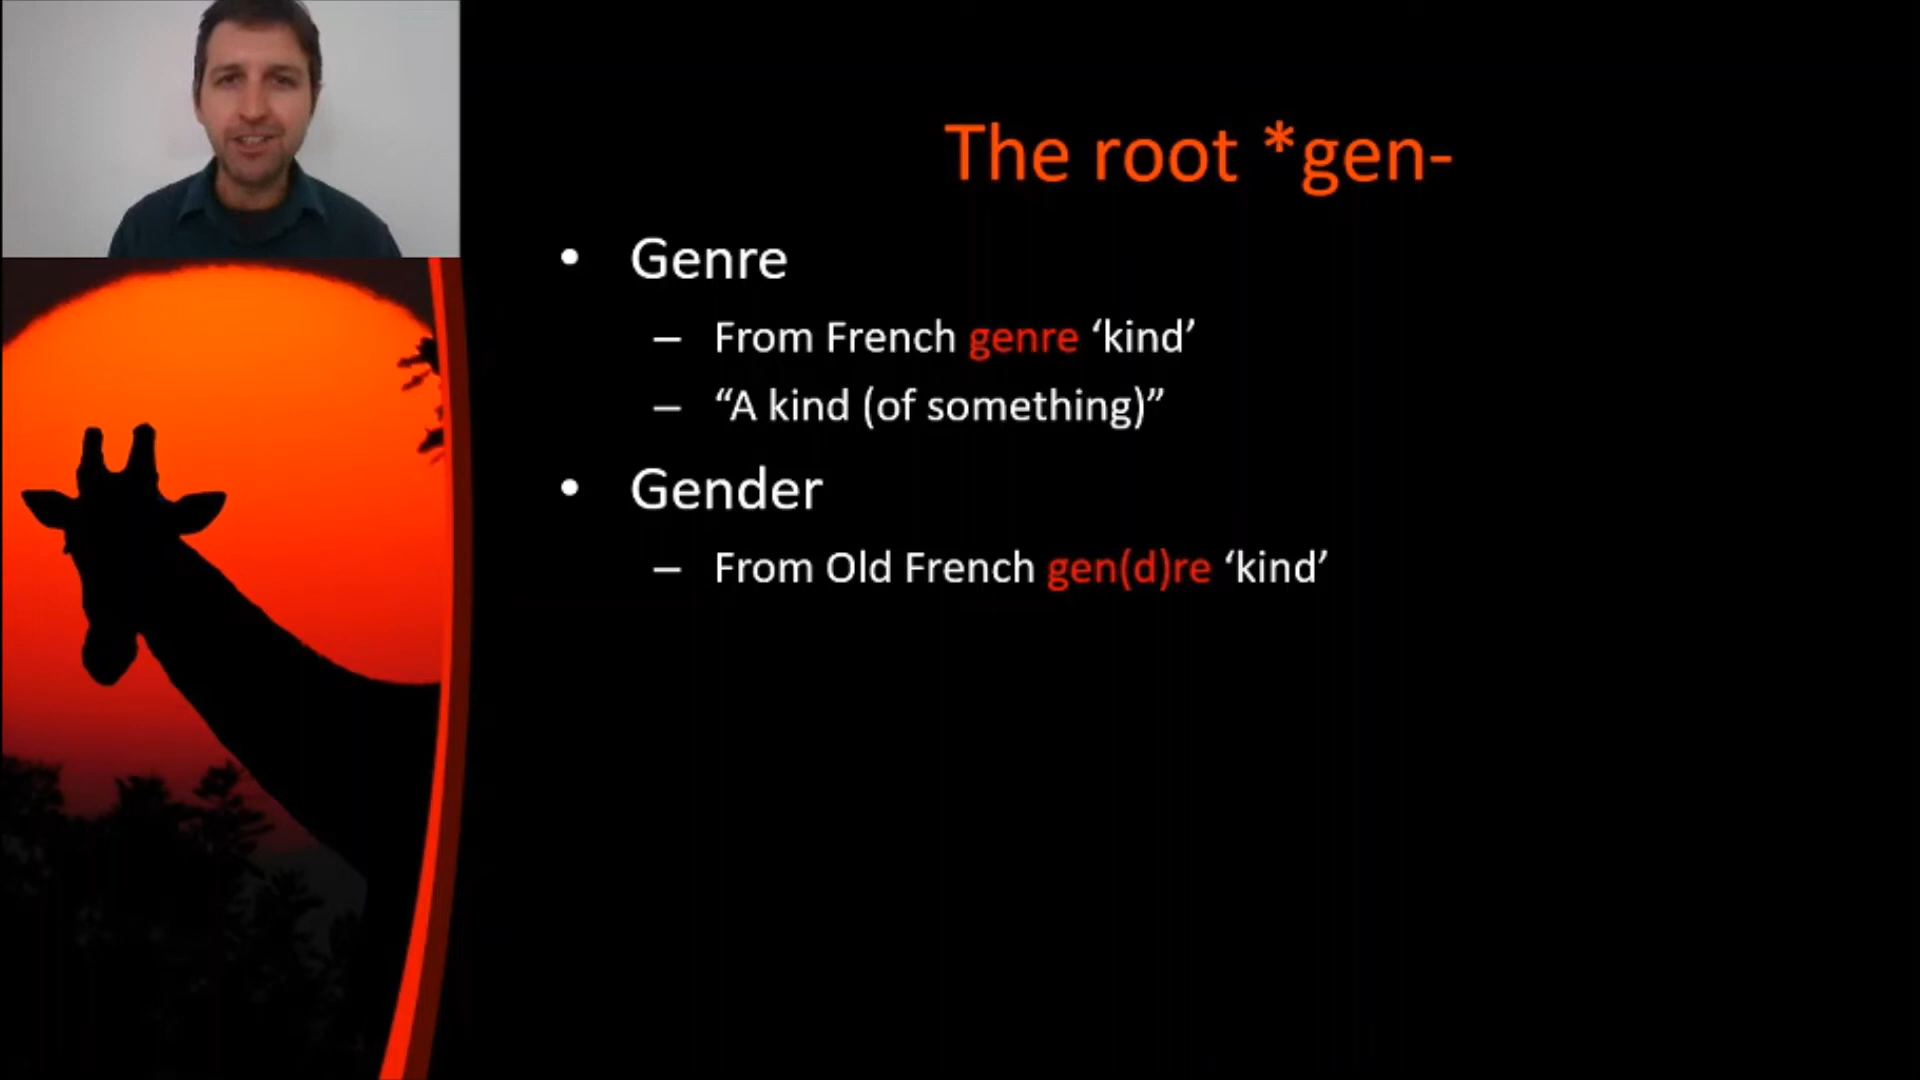 The root *gen-
• Genre
– From French genre ‘kind’
– “A kind (of something)”
• Gender
– From Old French gen(d)re ‘kind’